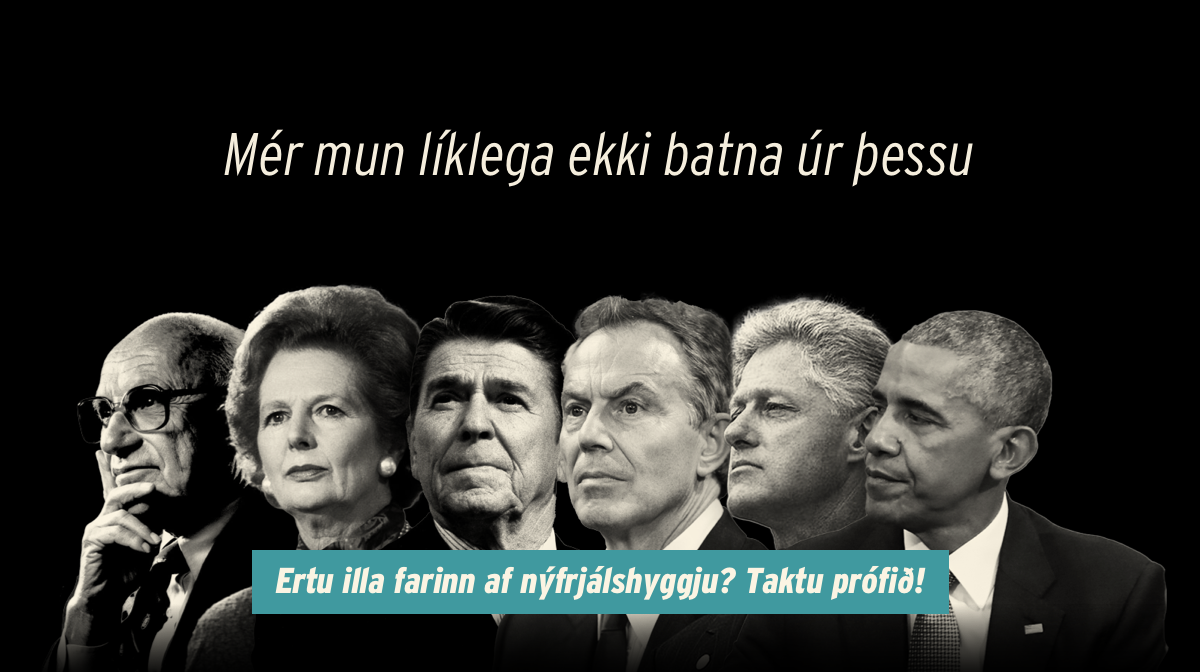 Mér mun líklega ekki batna úr þessu
Ertu illa farinn af nýfrjálshyggju? Taktu prófið!